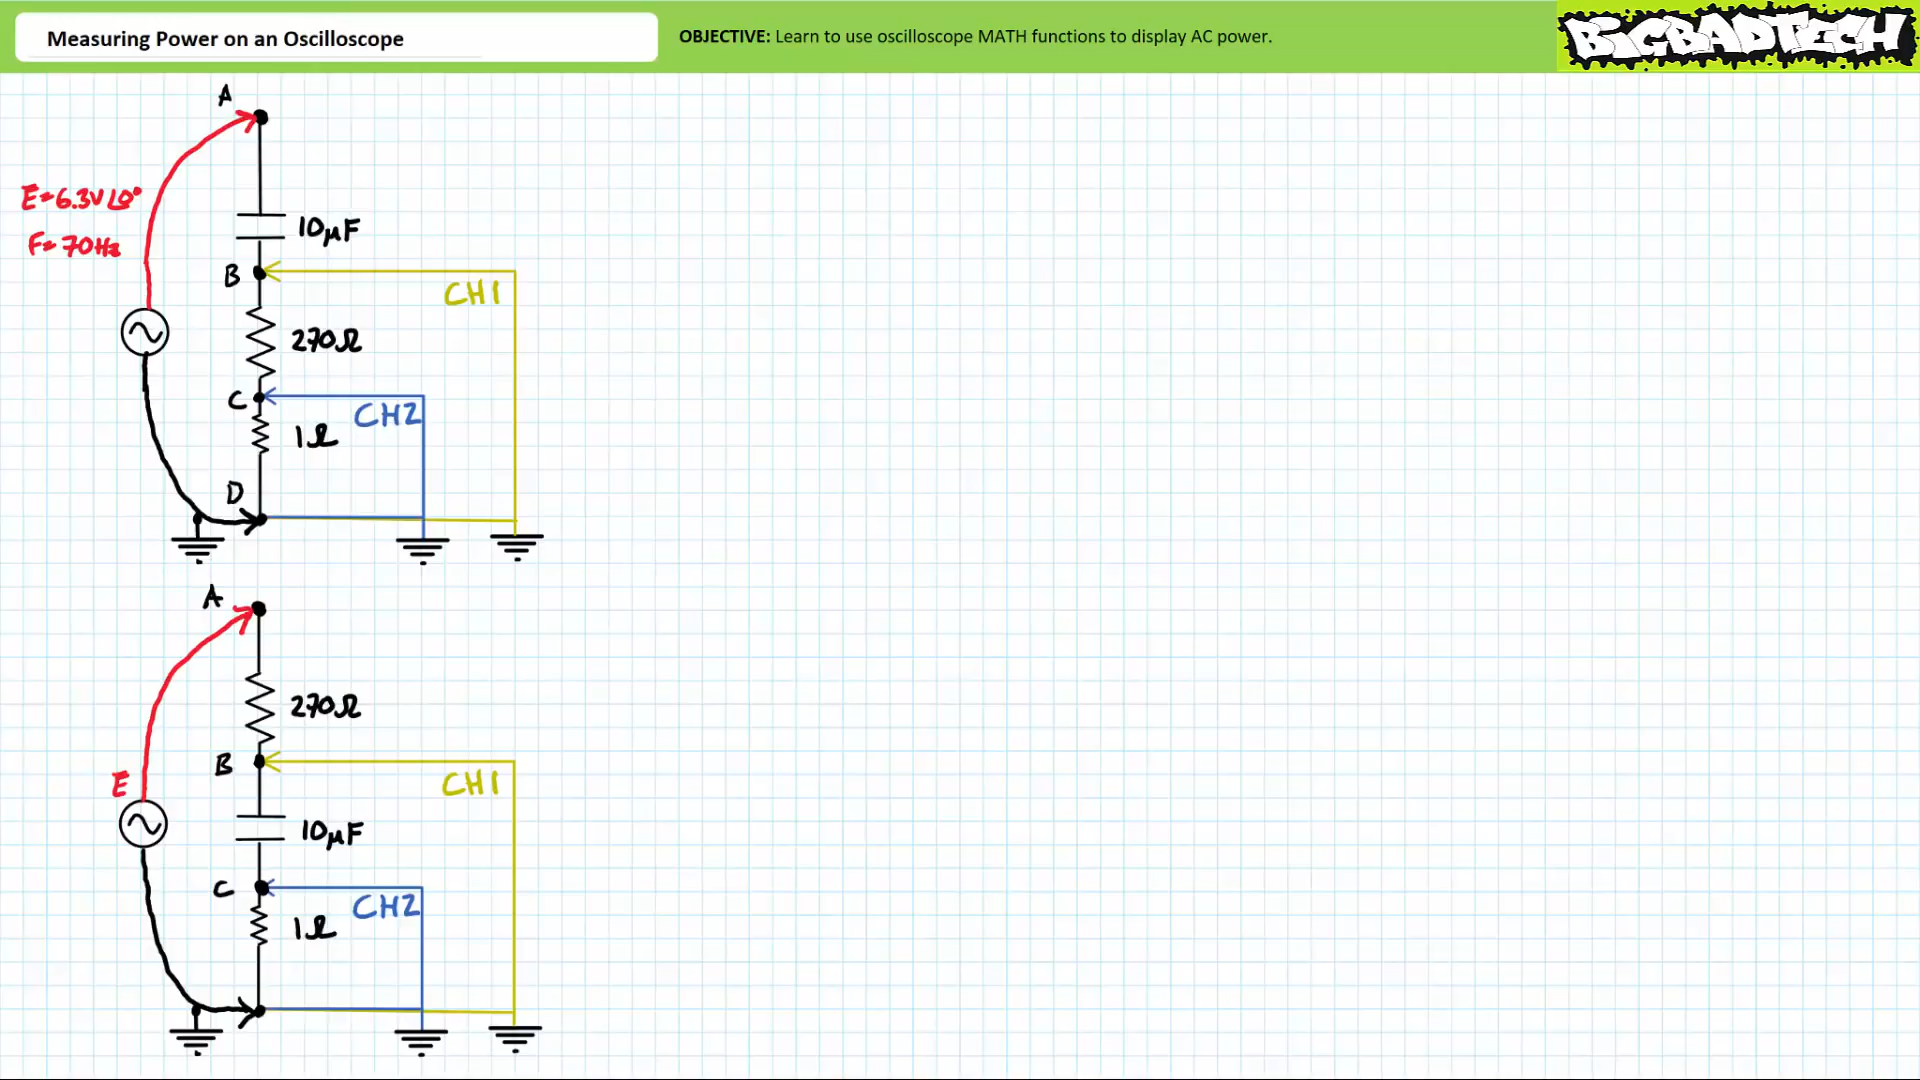 Measuring Power on an Oscilloscope
OBJECTIVE: Learn to use oscilloscope MATH functions to display AC power.
BIGBADTECH
A
E=6.3V∠0°
F=70Hz
10µF
B
CH1
270Ω
C
CH2
1Ω
D
A
270Ω
B
E
CH1
10µF
C
CH2
1Ω